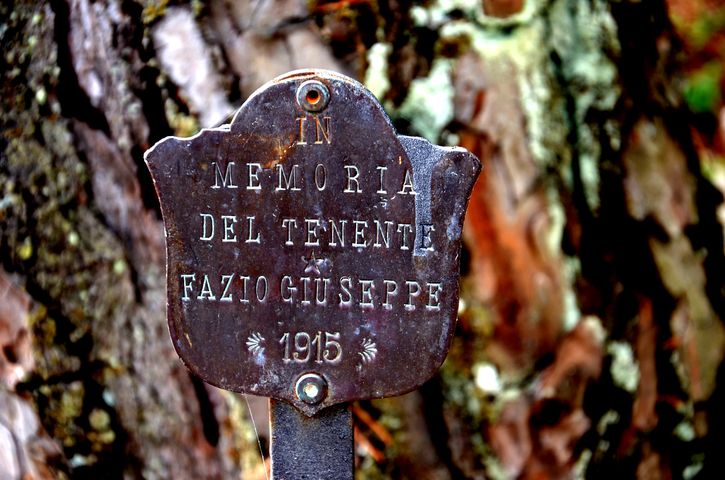 IN
MEMORIA
DEL TENENTE
FAZIO GIUSEPPE
1915